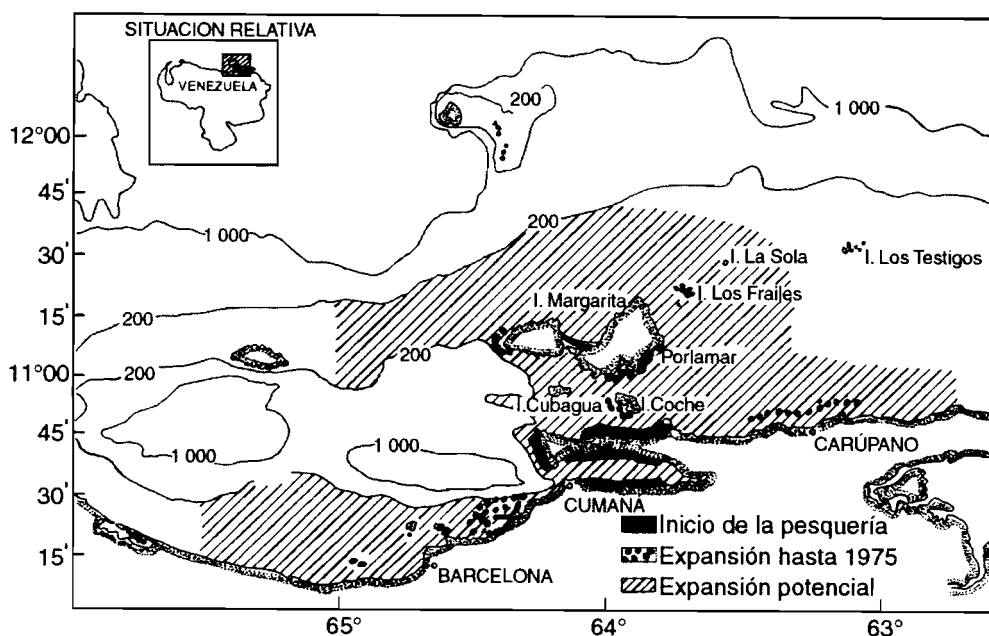 SITUACION RELATIVA
VENEZUELA
200
1 000
12°00
45'
30'
15'
11°00
45'
30'
15'
1 000
200
I. La Sola
I. Los Testigos
I. Los Frailes
I. Margarita
200
200
200
Porlamar
I.Cubagua
I.Coche
CARÚPANO
1 000
1 000
CUMANA
BARCELONA
Inicio de la pesquería
Expansión hasta 1975
Expansión potencial
65°
64°
63°